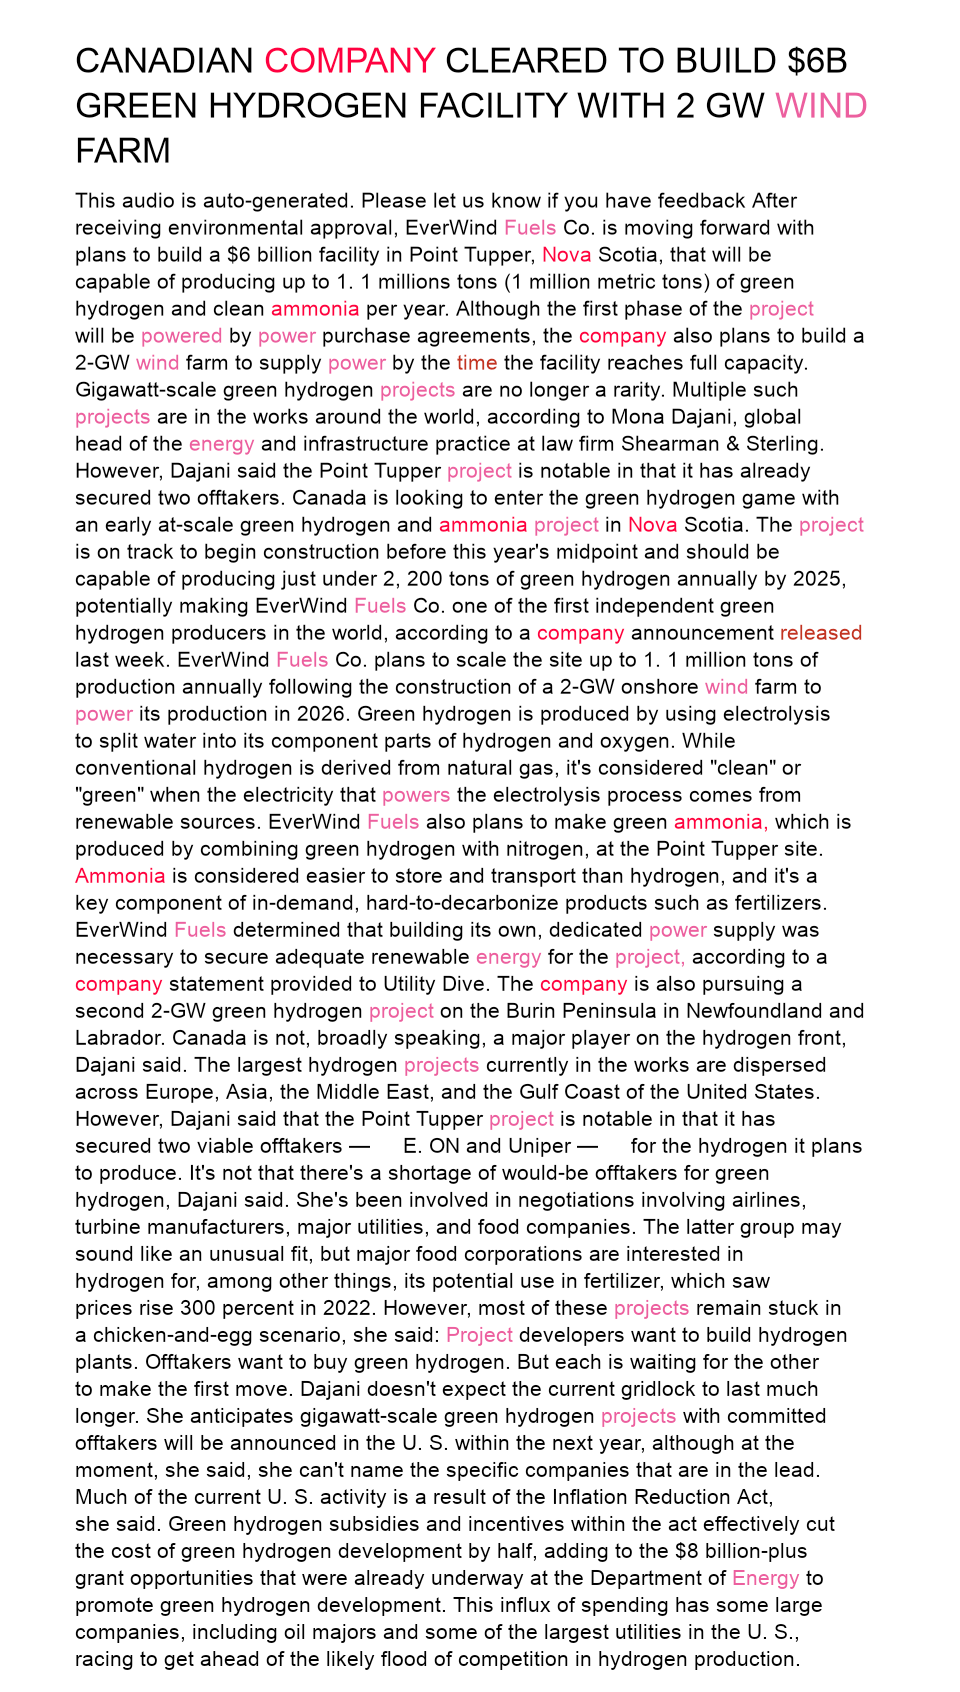 CANADIAN COMPANY CLEARED TO BUILD $6B
GREEN HYDROGEN FACILITY WITH 2 GW WIND
FARM
This audio is auto-generated. Please let us know if you have feedback After
receiving environmental approval, EverWind Fuels Co. is moving forward with
plans to build a $6 billion facility in Point Tupper, Nova Scotia, that will be
capable of producing up to 1. 1 millions tons (1 million metric tons) of green
hydrogen and clean ammonia per year. Although the first phase of the project
will be powered by power purchase agreements, the company also plans to build a
2-GW wind farm to supply power by the time the facility reaches full capacity.
Gigawatt-scale green hydrogen projects are no longer a rarity. Multiple such
projects are in the works around the world, according to Mona Dajani, global
head of the energy and infrastructure practice at law firm Shearman & Sterling.
However, Dajani said the Point Tupper project is notable in that it has already
secured two offtakers. Canada is looking to enter the green hydrogen game with
an early at-scale green hydrogen and ammonia project in Nova Scotia. The project
is on track to begin construction before this year's midpoint and should be
capable of producing just under 2, 200 tons of green hydrogen annually by 2025,
potentially making EverWind Fuels Co. one of the first independent green
hydrogen producers in the world, according to a company announcement released
last week. EverWind Fuels Co. plans to scale the site up to 1. 1 million tons of
production annually following the construction of a 2-GW onshore wind farm to
power its production in 2026. Green hydrogen is produced by using electrolysis
to split water into its component parts of hydrogen and oxygen. While
conventional hydrogen is derived from natural gas, it's considered "clean" or
"green" when the electricity that powers the electrolysis process comes from
renewable sources. EverWind Fuels also plans to make green ammonia, which is
produced by combining green hydrogen with nitrogen, at the Point Tupper site.
Ammonia is considered easier to store and transport than hydrogen, and it's a
key component of in-demand, hard-to-decarbonize products such as fertilizers.
EverWind Fuels determined that building its own, dedicated power supply was
necessary to secure adequate renewable energy for the project, according to a
company statement provided to Utility Dive. The company is also pursuing a
second 2-GW green hydrogen project on the Burin Peninsula in Newfoundland and
Labrador. Canada is not, broadly speaking, a major player on the hydrogen front,
Dajani said. The largest hydrogen projects currently in the works are dispersed
across Europe, Asia, the Middle East, and the Gulf Coast of the United States.
However, Dajani said that the Point Tupper project is notable in that it has
secured two viable offtakers — E. ON and Uniper — for the hydrogen it plans
to produce. It's not that there's a shortage of would-be offtakers for green
hydrogen, Dajani said. She's been involved in negotiations involving airlines,
turbine manufacturers, major utilities, and food companies. The latter group may
sound like an unusual fit, but major food corporations are interested in
hydrogen for, among other things, its potential use in fertilizer, which saw
prices rise 300 percent in 2022. However, most of these projects remain stuck in
a chicken-and-egg scenario, she said: Project developers want to build hydrogen
plants. Offtakers want to buy green hydrogen. But each is waiting for the other
to make the first move. Dajani doesn't expect the current gridlock to last much
longer. She anticipates gigawatt-scale green hydrogen projects with committed
offtakers will be announced in the U. S. within the next year, although at the
moment, she said, she can't name the specific companies that are in the lead.
Much of the current U. S. activity is a result of the Inflation Reduction Act,
she said. Green hydrogen subsidies and incentives within the act effectively cut
the cost of green hydrogen development by half, adding to the $8 billion-plus
grant opportunities that were already underway at the Department of Energy to
promote green hydrogen development. This influx of spending has some large
companies, including oil majors and some of the largest utilities in the U. S.,
racing to get ahead of the likely flood of competition in hydrogen production.